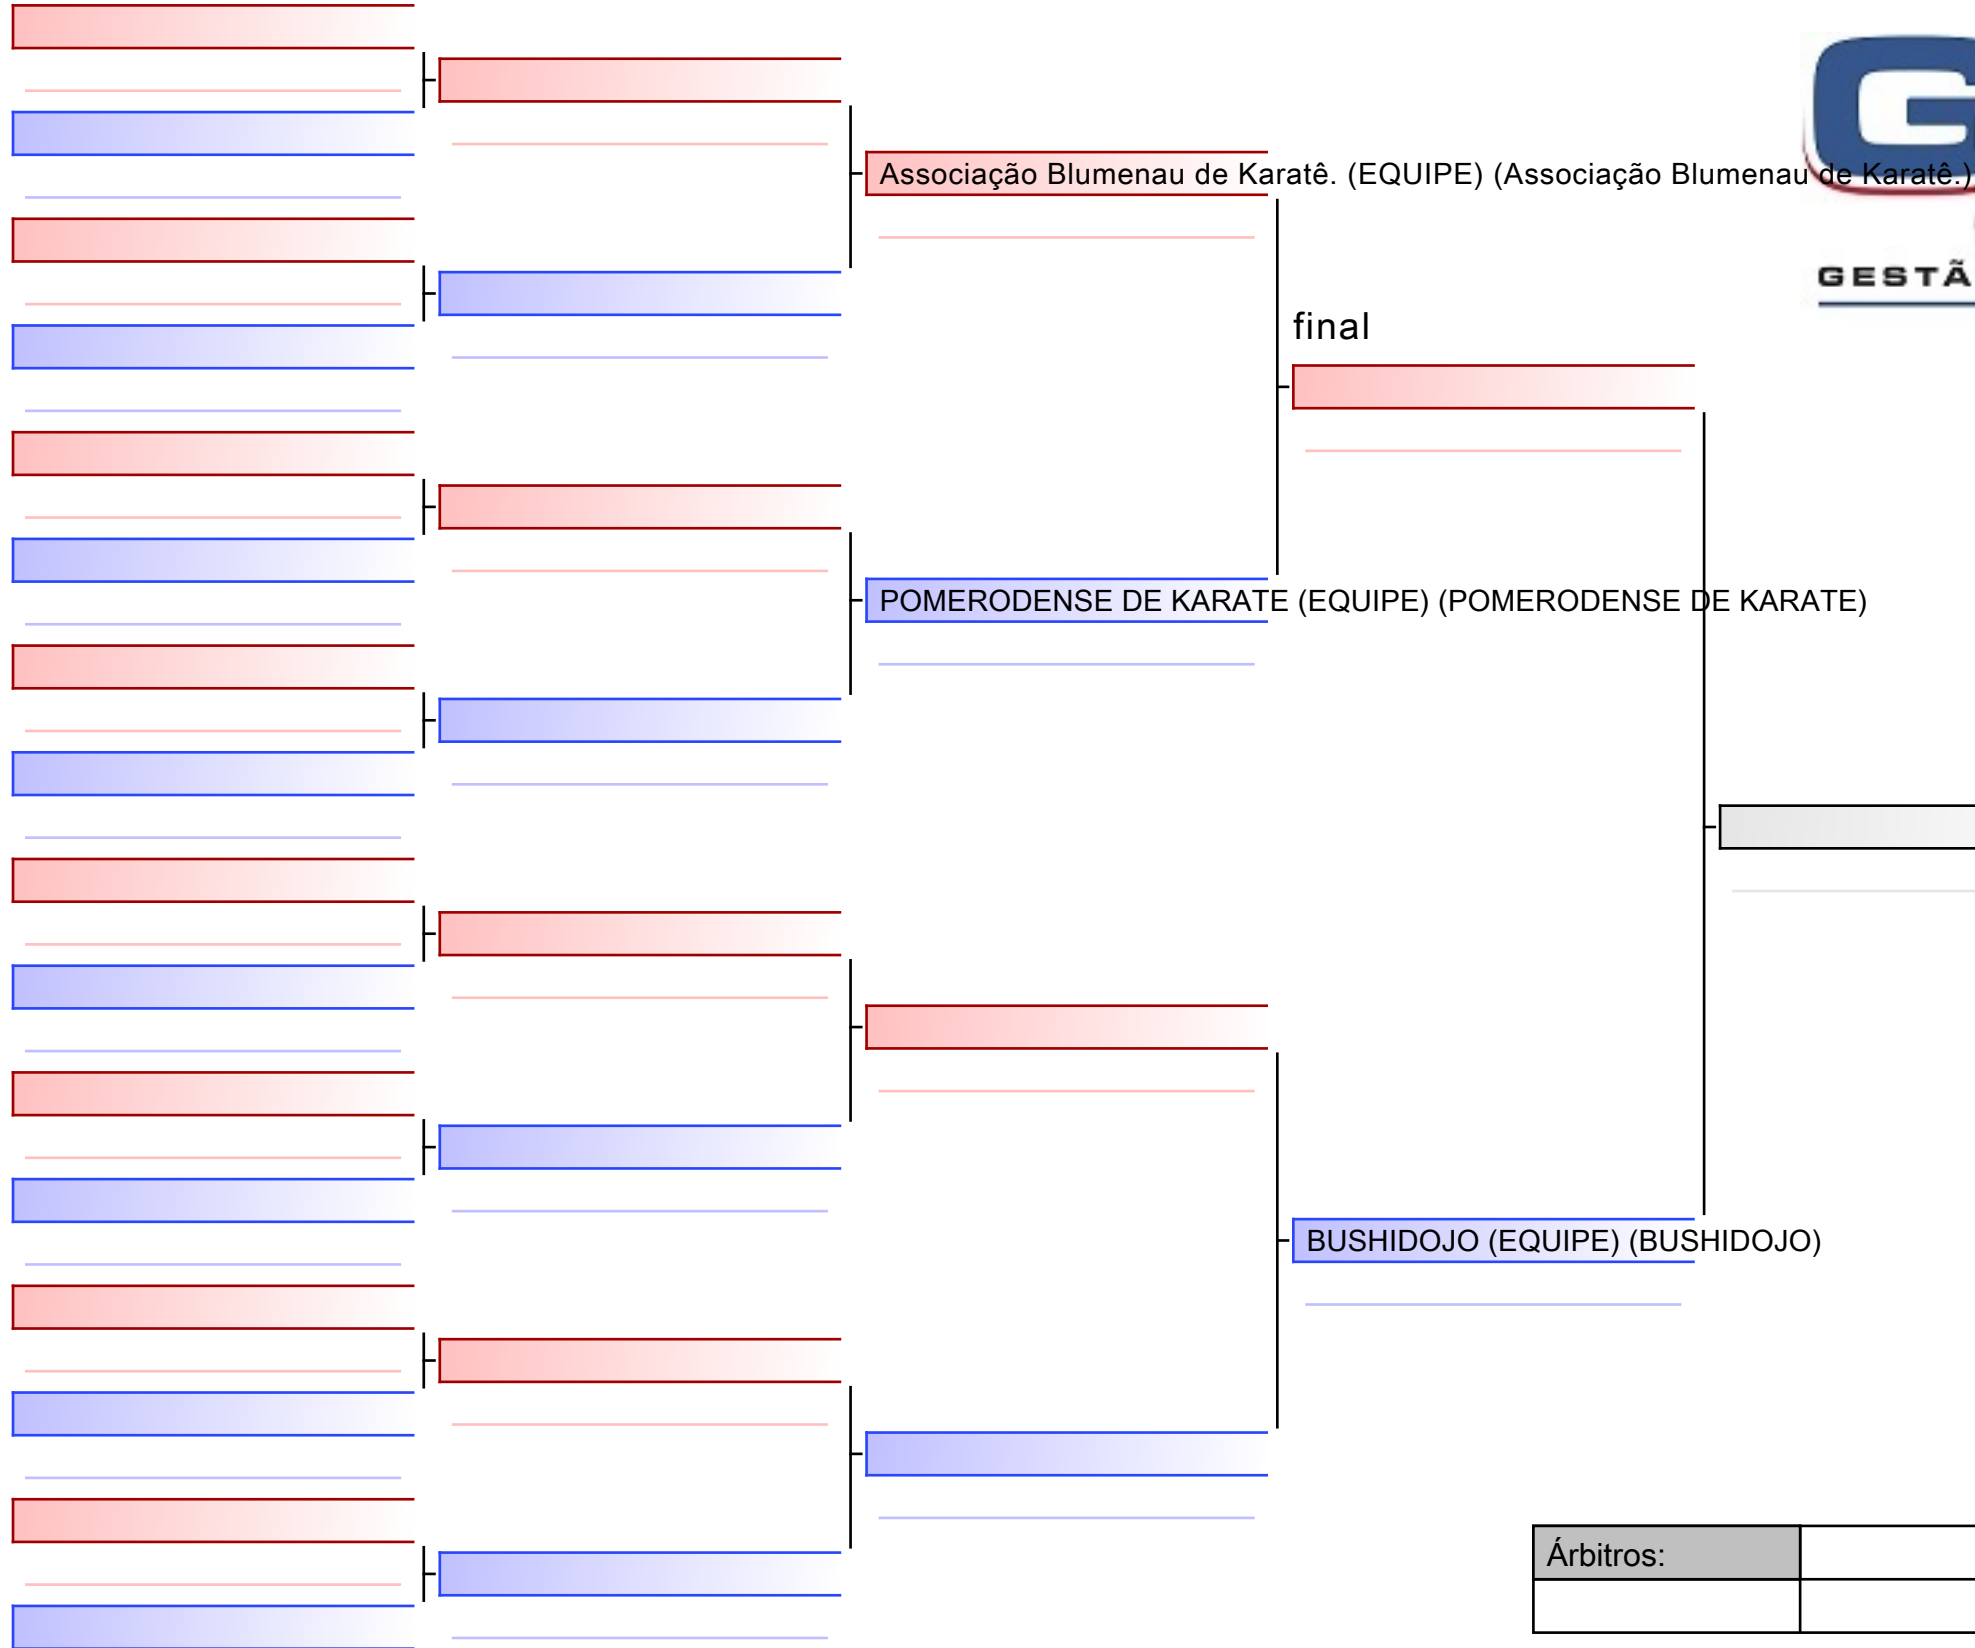 Associação Blumenau de Karatê. (EQUIPE) (Associação Blumenau de Karatê.)
GESTÃ
final
POMERODENSE DE KARATE (EQUIPE) (POMERODENSE DE KARATE)
BUSHIDOJO (EQUIPE) (BUSHIDOJO)
Árbitros: